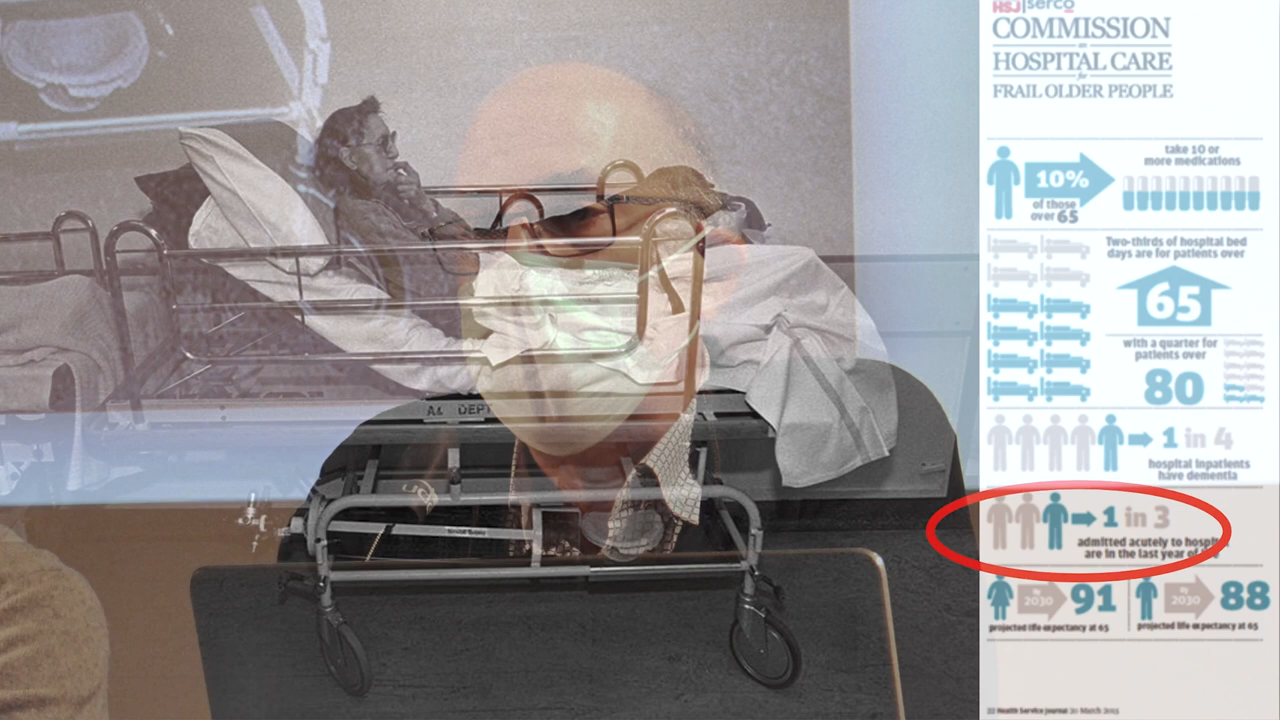 HSJ serco
COMMISSION
on
HOSPITAL CARE
for
FRAIL OLDER PEOPLE
take 10 or
more medications
10%
of those
over 65
Two-thirds of hospital bed
days are for patients over
65
with a quarter for
patients over
80
1 in 4
hospital inpatients
have dementia
1 in 3
admitted acutely to hospit
are in the last year of
By
2030
91
projected life expectancy at 65
By
2030
88
projected life expectancy at 65
22 Health Service Journal 20 March 2015
A& DEPT